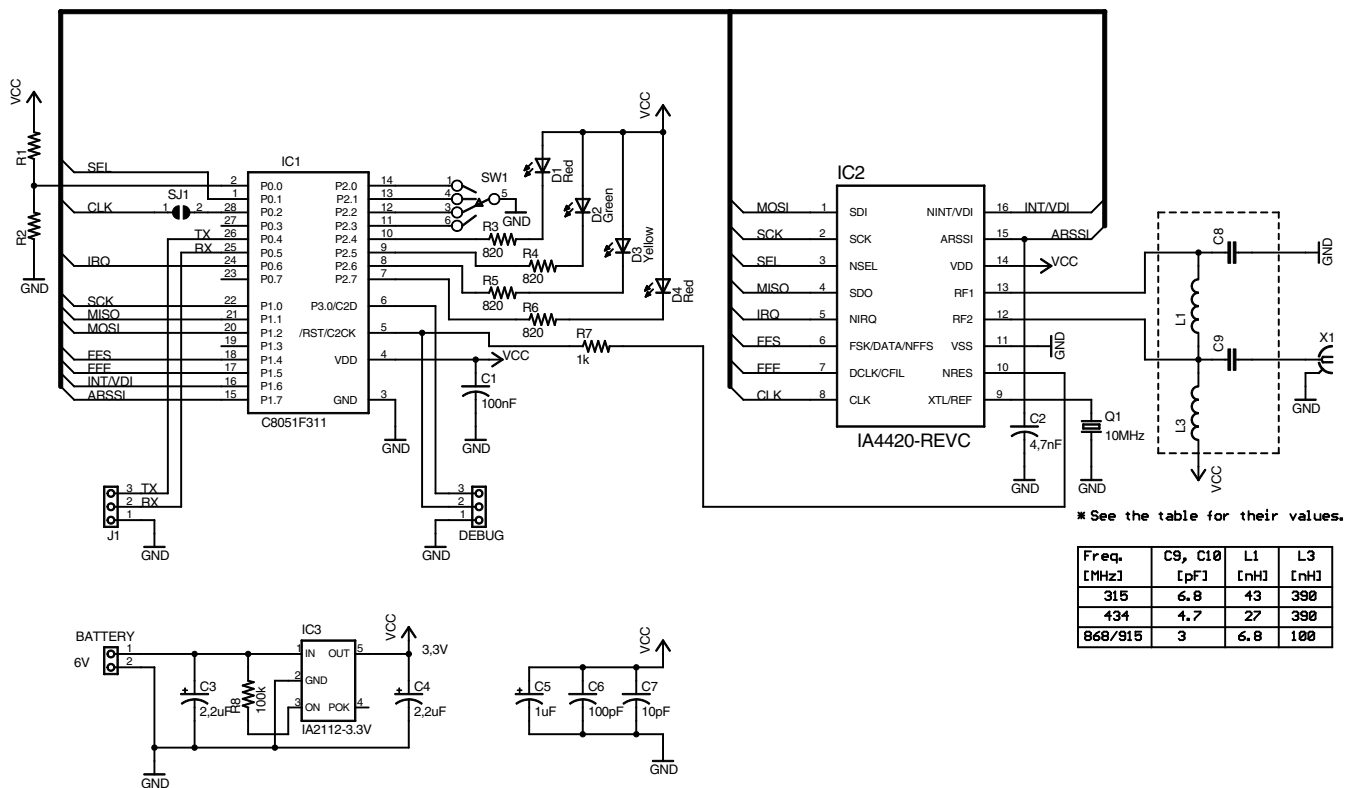 VCC
R1
R2
GND
SEL
SJ1
CLK 1 2
TX
RX
IRQ
SCK
MISO
MOSI
FFS
FFE
INT/VDI
ARSSI
IC1
2 P0.0
1 P0.1
28 P0.2
27 P0.3
26 P0.4
25 P0.5
24 P0.6
23 P0.7
22 P1.0
21 P1.1
20 P1.2
19 P1.3
18 P1.4
17 P1.5
16 P1.6
15 P1.7
P2.0 14
P2.1 13
P2.2 12
P2.3 11
P2.4 10
P2.5 9
P2.6 8
P2.7 7
P3.0/C2D 6
/RST/C2CK 5
VDD 4
GND 3
C8051F311
SW1
1
4
3
6
5
GND
R3
820
R4
820
R5
820
R6
820
R7
1k
D1
Red
D2
Green
D3
Yellow
D4
Red
VCC
VCC
C1
100nF
GND
GND
3 TX
2 RX
1
J1
GND
3
2
1
DEBUG
GND
IC2
MOSI 1 SDI
SCK 2 SCK
SEL 3 NSEL
MISO 4 SDO
IRQ 5 NIRQ
FFS 6 FSK/DATA/NFFS
FFE 7 DCLK/CFIL
CLK 8 CLK
NINT/VDI 16 INT/VDI
ARSSI 15 ARSSI
VDD 14 VCC
RF1 13
RF2 12
VSS 11 GND
NRES 10
XTL/REF 9
IA4420-REVC
C2
4,7nF
GND
Q1
10MHz
GND
C8
GND
L1
C9
X1
GND
L3
VCC
* See the table for their values.
Freq. [MHz] C9, C10 [pF] L1 [nH] L3 [nH]
315 6.8 43 390
434 4.7 27 390
868/915 3 6.8 100
BATTERY
6V
1
2
GND
C3
2,2uF
R8
100k
IC3
1 IN OUT 5
2 GND
3 ON POK 4
IA2112-3.3V
VCC
3,3V
C4
2,2uF
C5
1uF
C6
100pF
C7
10pF
VCC
GND